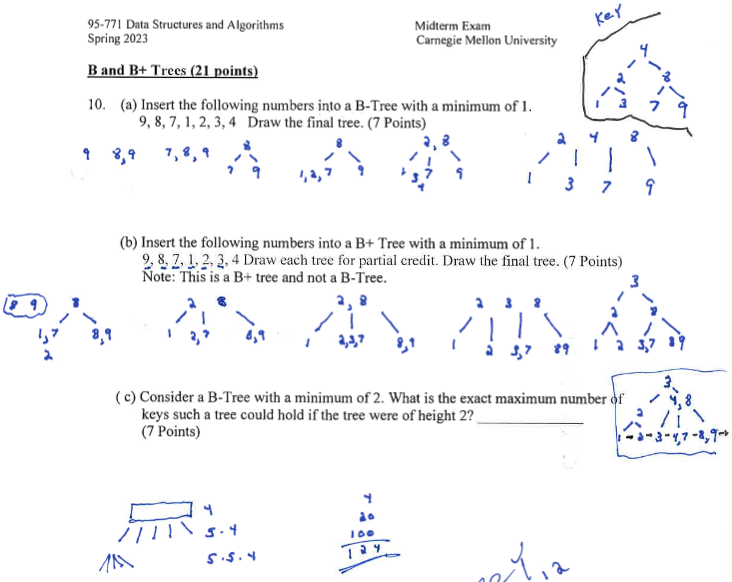 95-771 Data Structures and Algorithms Midterm Exam
Spring 2023 Carnegie Mellon University
Key
B and B+ Trees (21 points)
4
2 8
1 3 7 9
10. (a) Insert the following numbers into a B-Tree with a minimum of 1.
9, 8, 7, 1, 2, 3, 4 Draw the final tree. (7 Points)
9 8,9 7,8,9 8 8 2,8 2 4 8
7 9 1,2,7 9 1 3 7 9 1 3 7 9
4
(b) Insert the following numbers into a B+ Tree with a minimum of 1.
9, 8, 7, 1, 2, 3, 4 Draw each tree for partial credit. Draw the final tree. (7 Points)
Note: This is a B+ tree and not a B-Tree.
3
8 9 8 2 8 2,8 2 3 8 2 8
1,7 8,9 1 2,7 8,9 1 2,3,7 8,9 1 2 3,7 89 1 2 3,7 89
2
(c) Consider a B-Tree with a minimum of 2. What is the exact maximum number of
keys such a tree could hold if the tree were of height 2?
(7 Points)
3
2 4,8
1 2 3 4,7 8,9
4
5.4
5.5.4
4
20
100
124